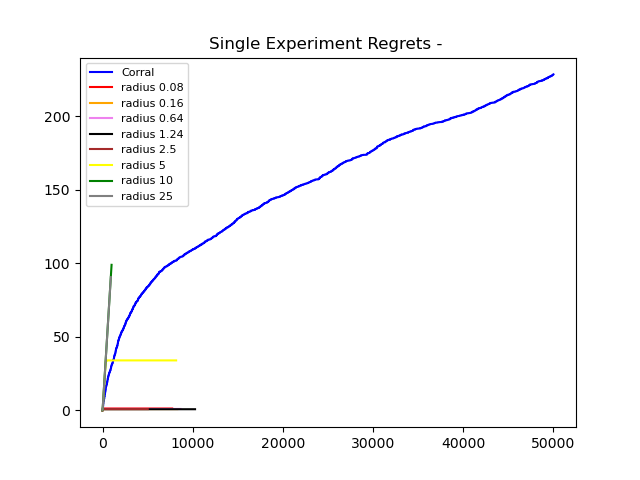 Single Experiment Regrets -
Corral
radius 0.08
radius 0.16
radius 0.64
radius 1.24
radius 2.5
radius 5
radius 10
radius 25
200
150
100
50
0
0 10000 20000 30000 40000 50000